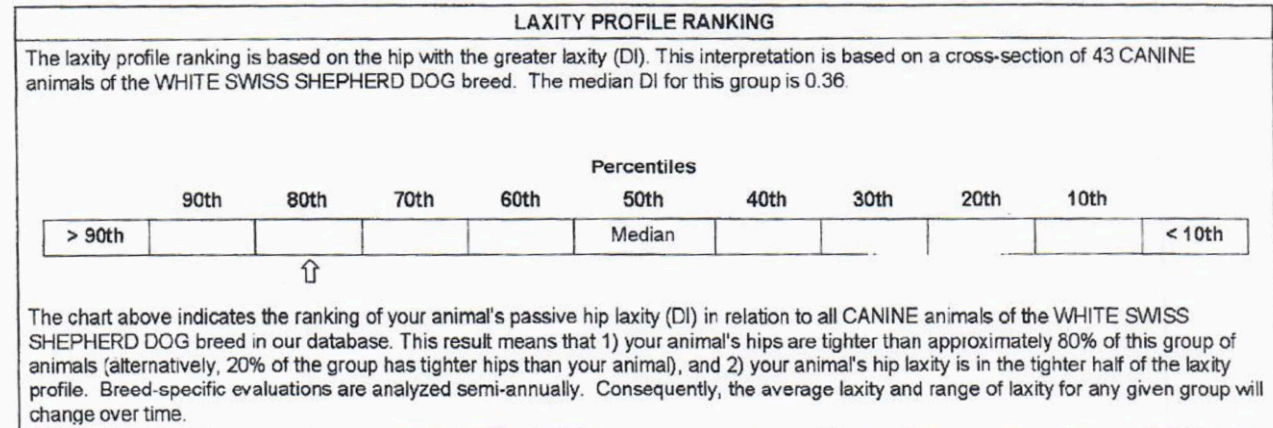 LAXITY PROFILE RANKING
The laxity profile ranking is based on the hip with the greater laxity (DI). This interpretation is based on a cross-section of 43 CANINE
animals of the WHITE SWISS SHEPHERD DOG breed. The median DI for this group is 0.36.
Percentiles
90th 80th 70th 60th 50th 40th 30th 20th 10th
> 90th Median < 10th
The chart above indicates the ranking of your animal's passive hip laxity (DI) in relation to all CANINE animals of the WHITE SWISS
SHEPHERD DOG breed in our database. This result means that 1) your animal's hips are tighter than approximately 80% of this group of
animals (alternatively, 20% of the group has tighter hips than your animal), and 2) your animal's hip laxity is in the tighter half of the laxity
profile. Breed-specific evaluations are analyzed semi-annually. Consequently, the average laxity and range of laxity for any given group will
change over time.